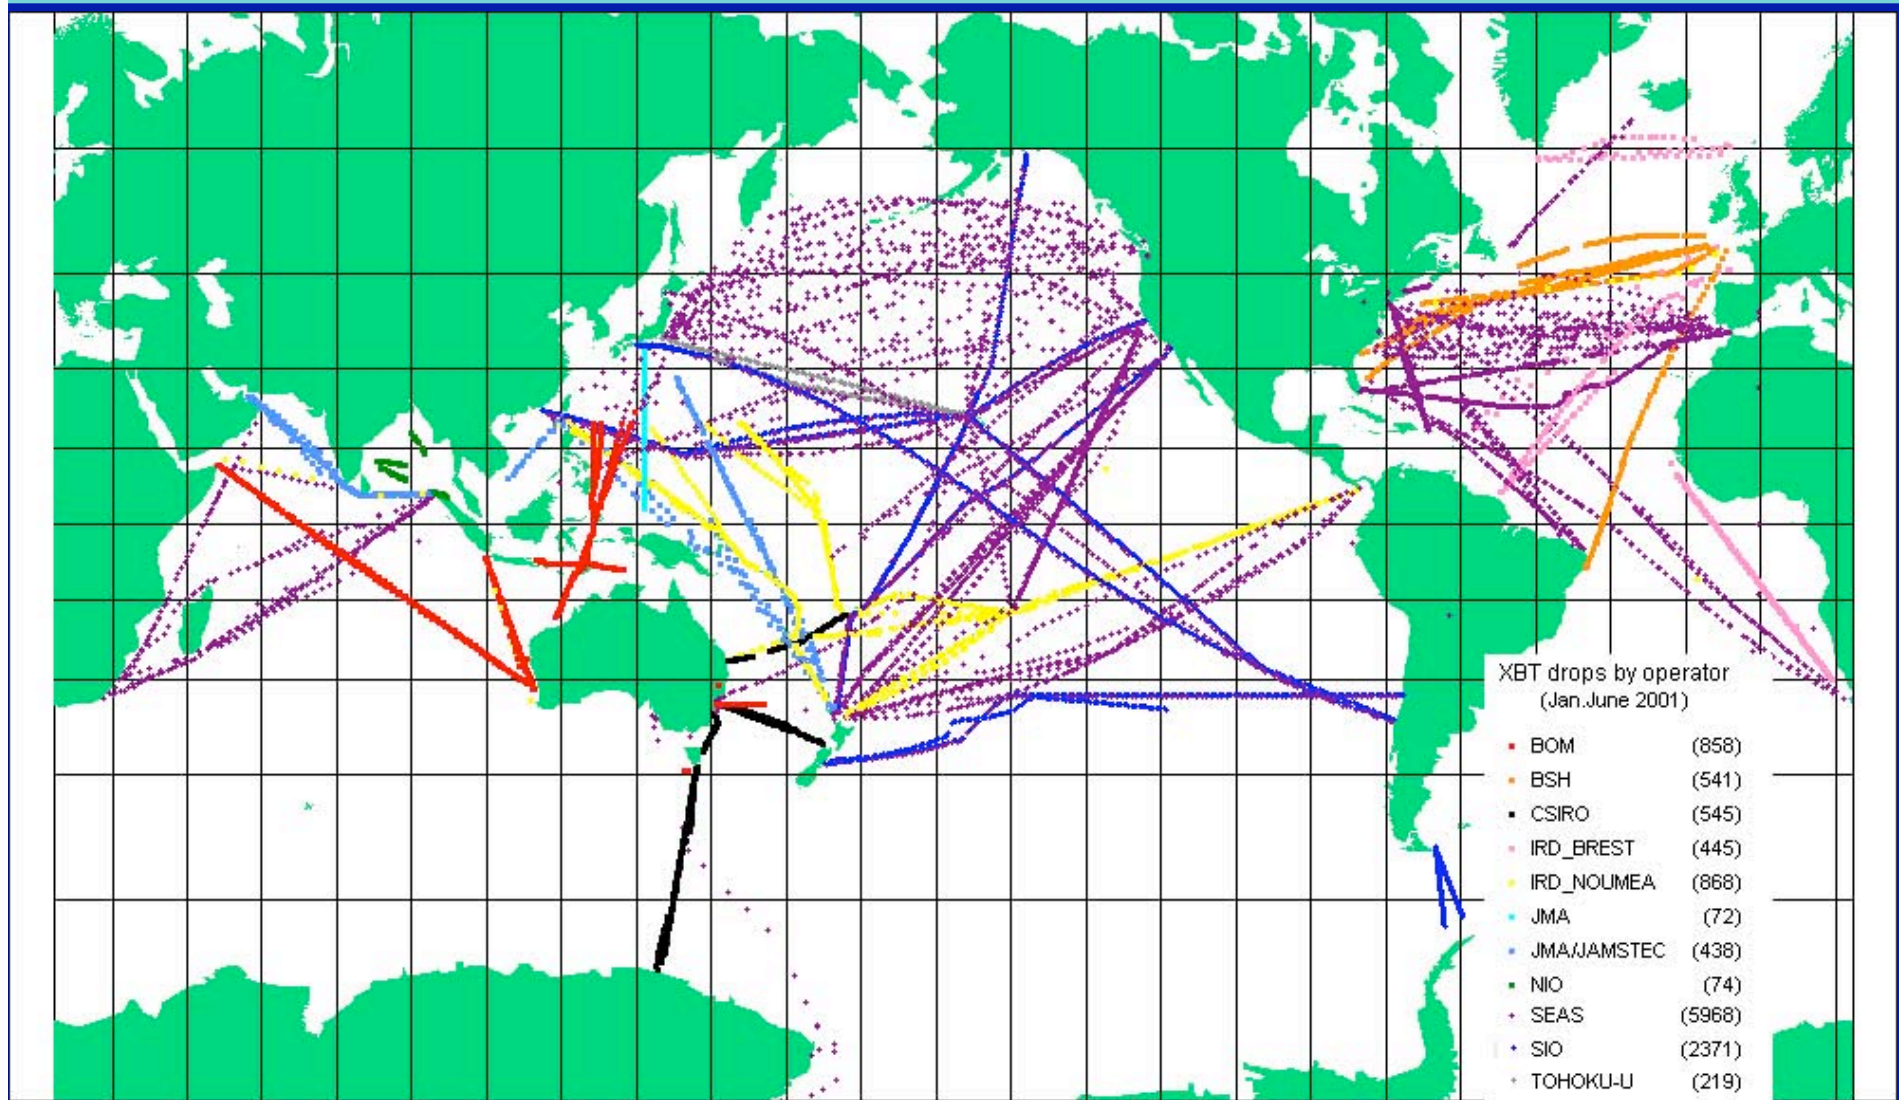 XBT drops by operator
(Jan.June 2001)
BOM (858)
BSH (541)
CSIRO (545)
IRD_BREST (445)
IRD_NOUMEA (868)
JMA (72)
JMA/JAMSTEC (438)
NIO (74)
SEAS (5968)
SIO (2371)
TOHOKU-U (219)